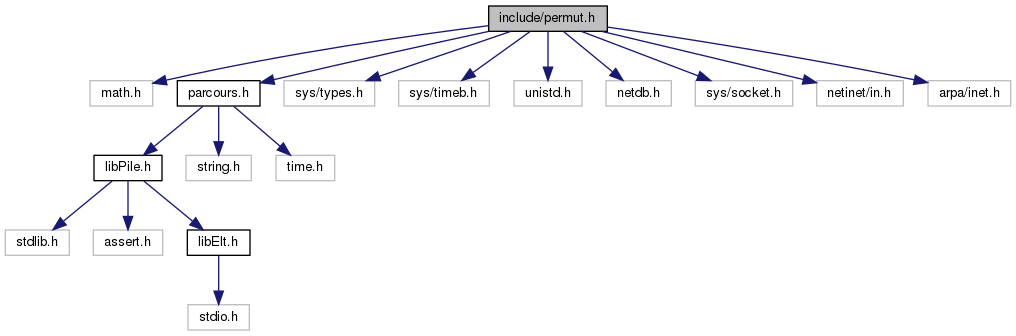 include/permut.h
math.h
parcours.h
sys/types.h
sys/timeb.h
unistd.h
netdb.h
sys/socket.h
netinet/in.h
arpa/inet.h
libPile.h
string.h
time.h
stdlib.h
assert.h
libElt.h
stdio.h